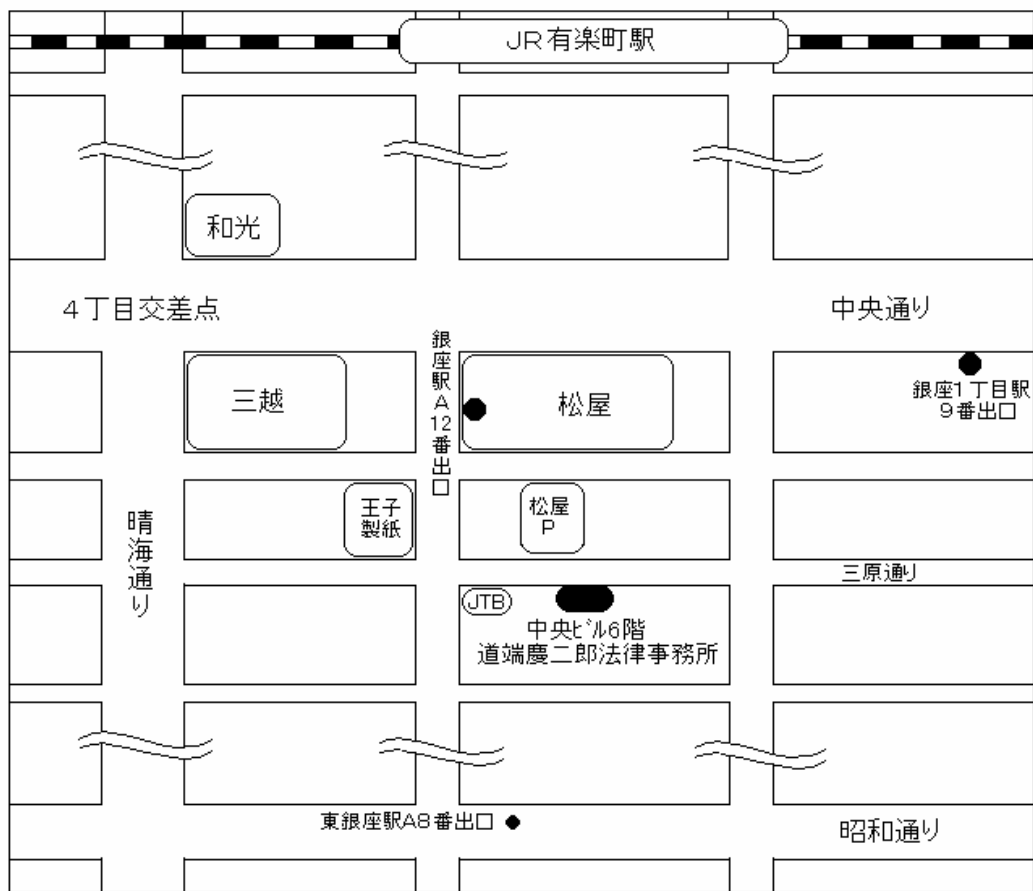 JR有楽町駅
和光
4丁目交差点
中央通り
銀座駅A12番出口
三越
松屋
銀座1丁目駅
9番出口
晴海通り
王子
製紙
松屋
P
三原通り
JTB
中央ビル6階
道端慶二郎法律事務所
東銀座駅A8番出口
昭和通り